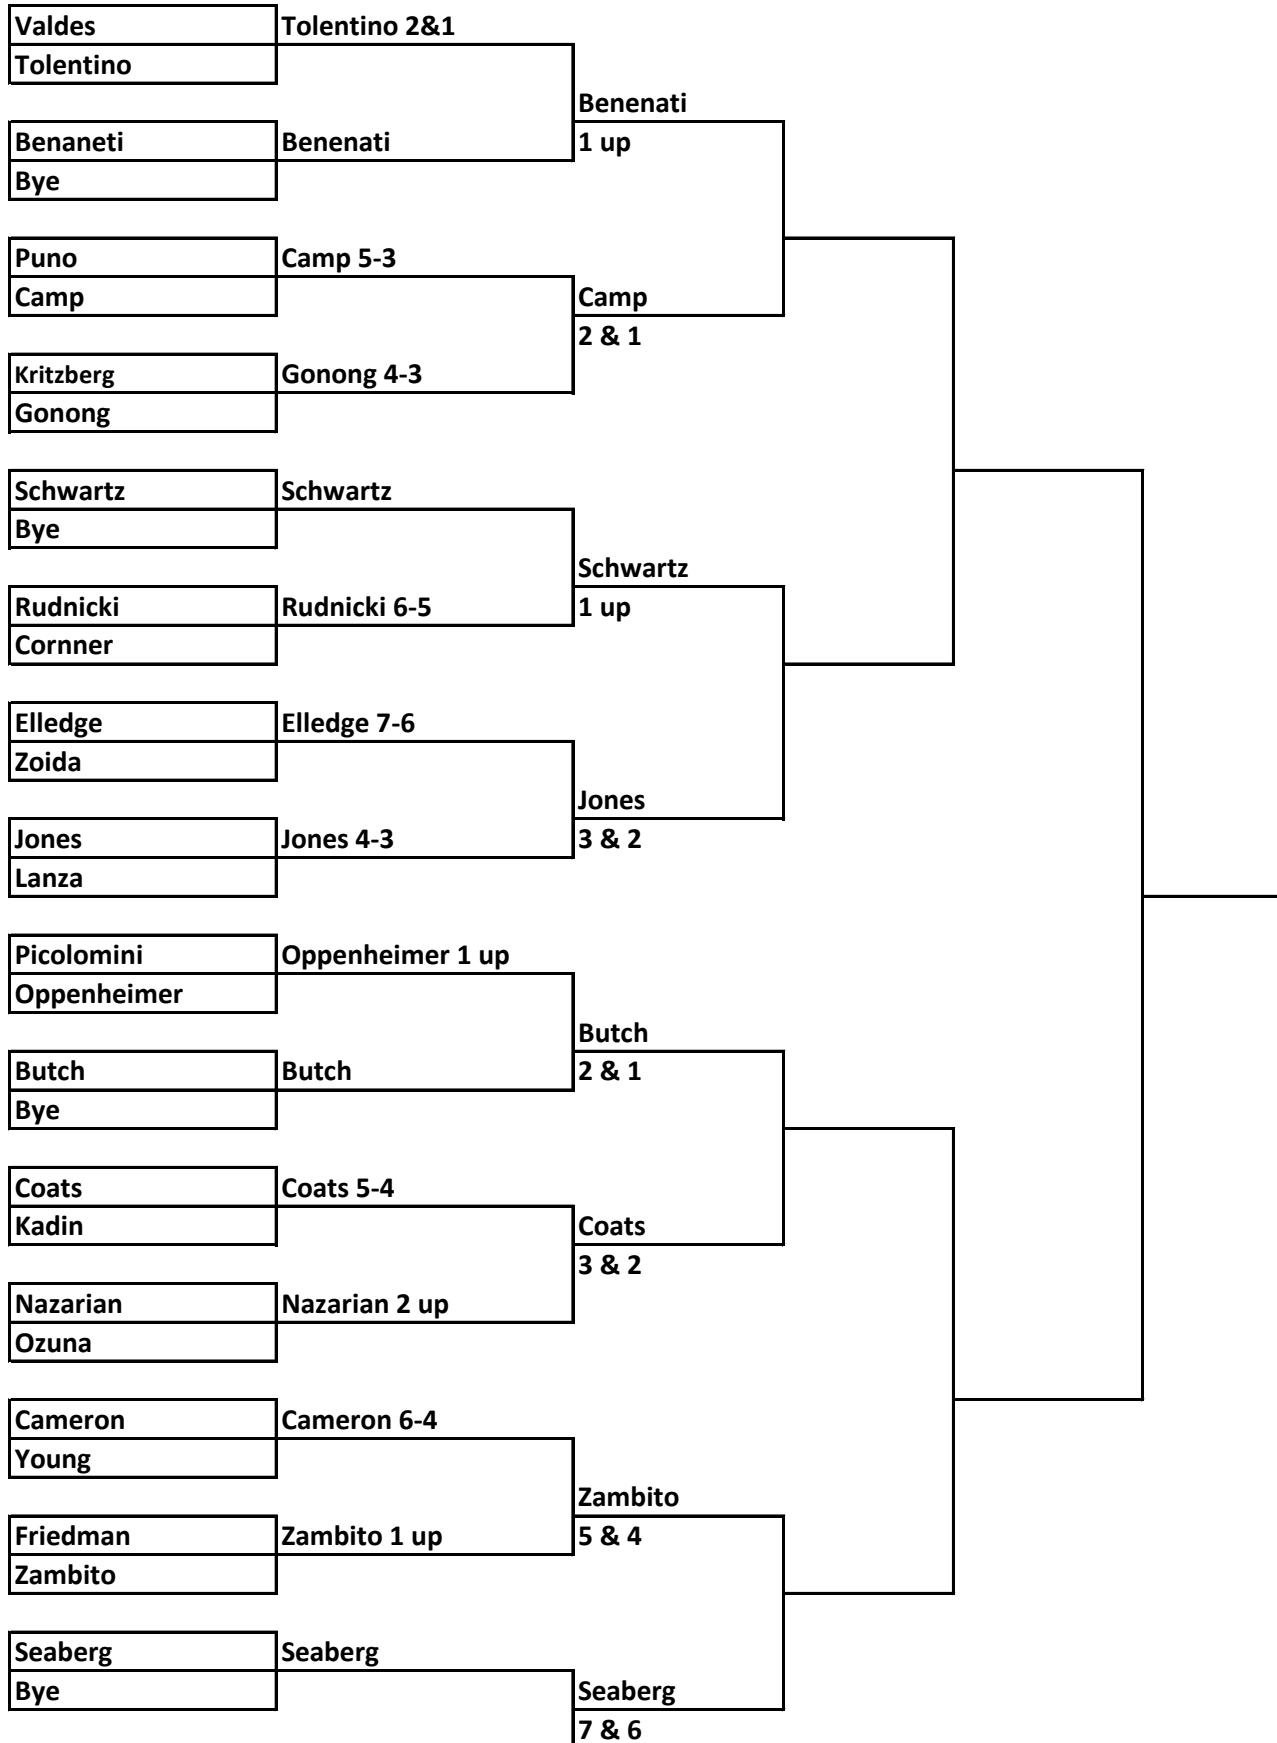 Valdes Tolentino 2&1
Tolentino
Benenati
Benaneti Benenati 1 up
Bye
Puno Camp 5-3
Camp Camp
2 & 1
Kritzberg Gonong 4-3
Gonong
Schwartz Schwartz
Bye
Schwartz
Rudnicki Rudnicki 6-5 1 up
Cornner
Elledge Elledge 7-6
Zoida
Jones
Jones Jones 4-3 3 & 2
Lanza
Picolomini Oppenheimer 1 up
Oppenheimer
Butch
Butch Butch 2 & 1
Bye
Coats Coats 5-4
Kadin Coats
3 & 2
Nazarian Nazarian 2 up
Ozuna
Cameron Cameron 6-4
Young
Zambito
Friedman Zambito 1 up 5 & 4
Zambito
Seaberg Seaberg
Bye Seaberg
7 & 6